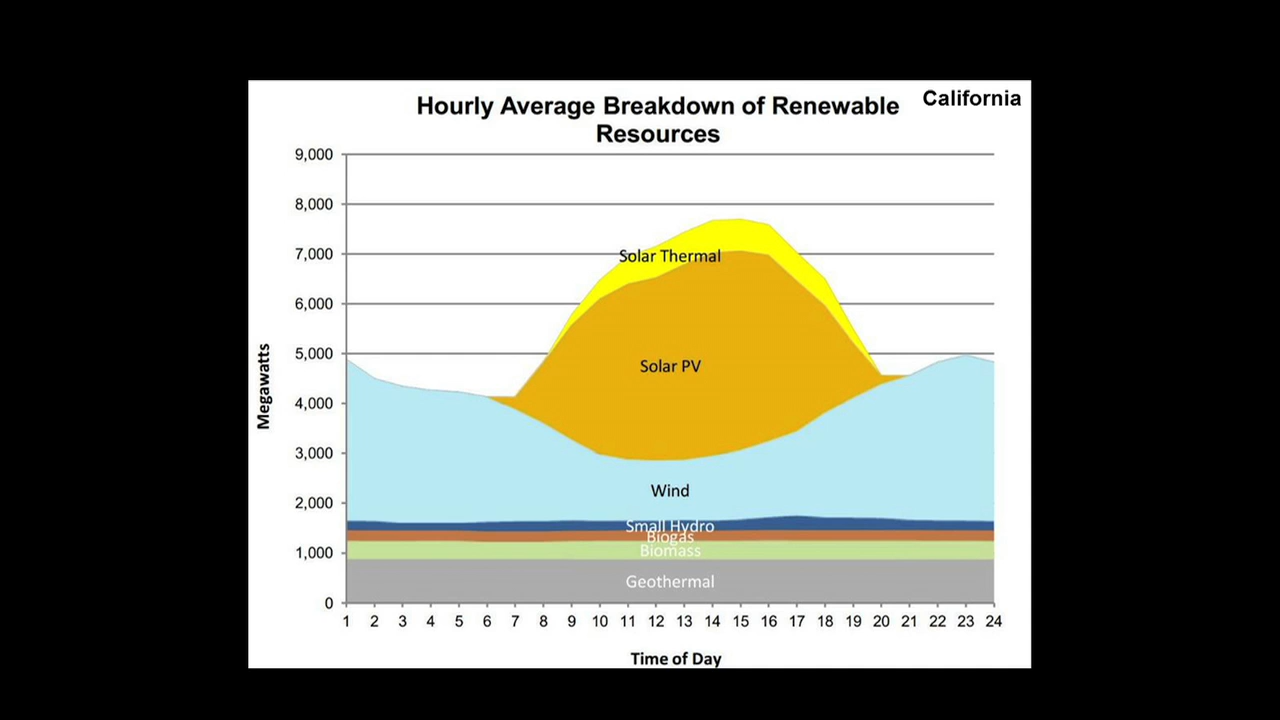 Hourly Average Breakdown of Renewable
Resources
California
Megawatts
9,000
8,000
7,000
6,000
5,000
4,000
3,000
2,000
1,000
0
Solar Thermal
Solar PV
Wind
Small Hydro
Biogas
Biomass
Geothermal
1 2 3 4 5 6 7 8 9 10 11 12 13 14 15 16 17 18 19 20 21 22 23 24
Time of Day